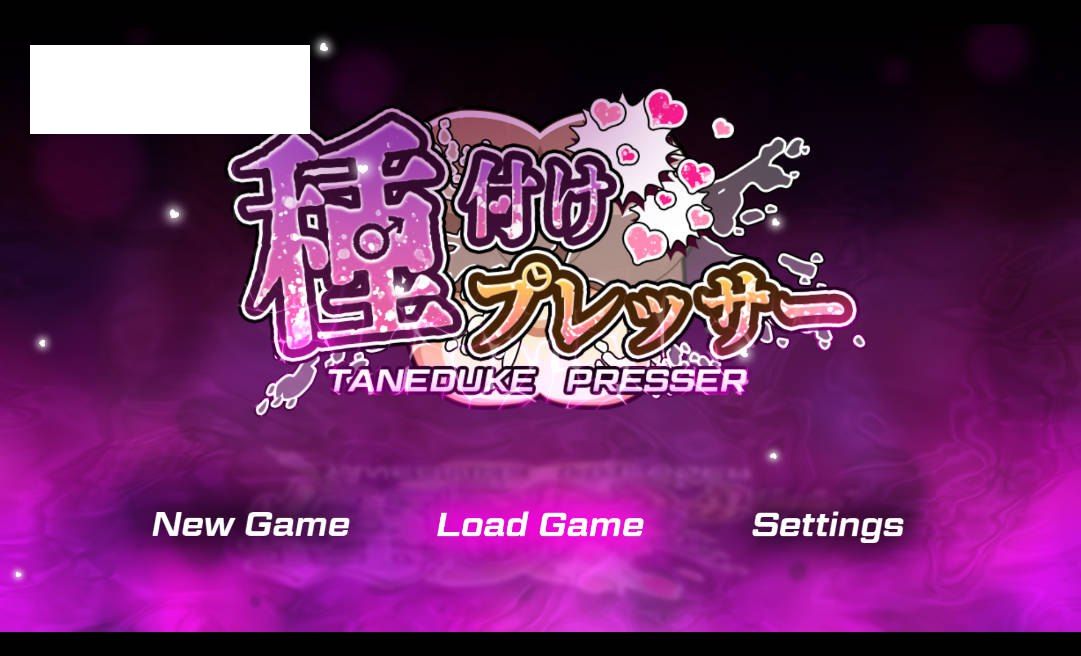 種付け
プレッサー
TANEDUKE PRESSER
New Game Load Game Settings